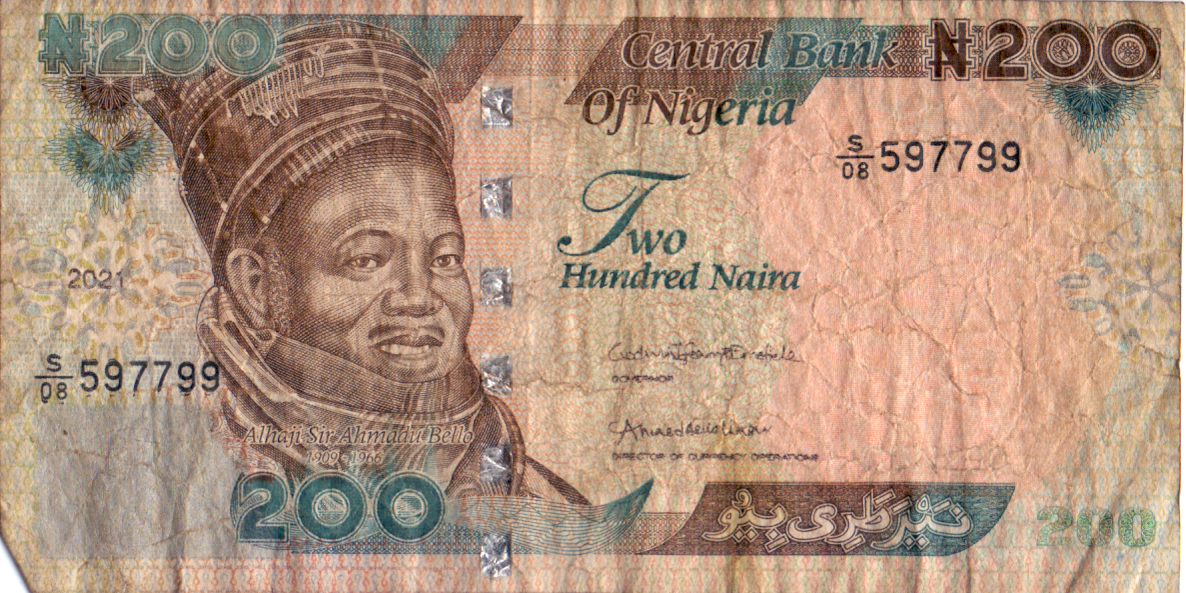 ₦200
Central Bank ₦200
Of Nigeria
S/08 597799
Two
Hundred Naira
2021
S/08 597799
GOVERNOR
Alhaji Sir Ahmadu Bello
1909 - 1966
DIRECTOR OF CURRENCY OPERATIONS
200
نَيْرَ طَرِى بِيُو
200